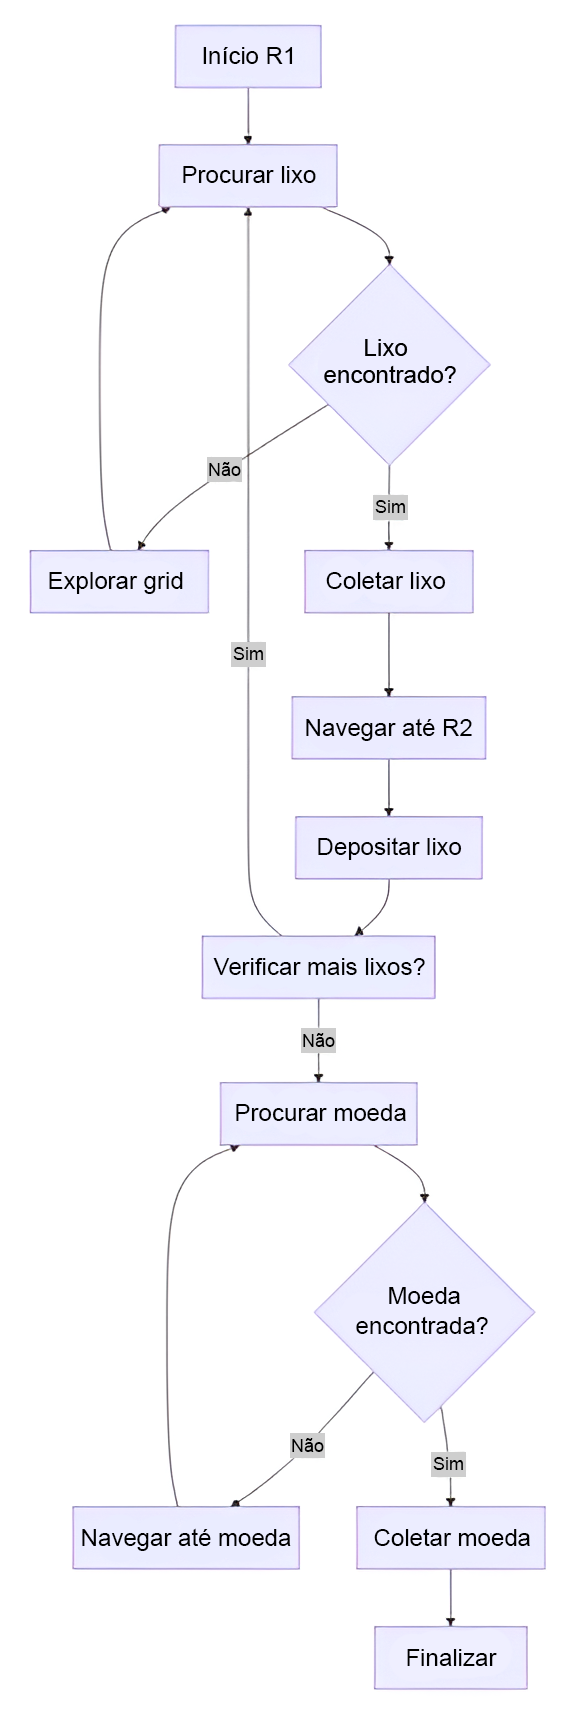 Início R1
Procurar lixo
Lixo
encontrado?
Não
Sim
Explorar grid
Coletar lixo
Sim
Navegar até R2
Depositar lixo
Verificar mais lixos?
Não
Procurar moeda
Moeda
encontrada?
Não
Sim
Navegar até moeda
Coletar moeda
Finalizar